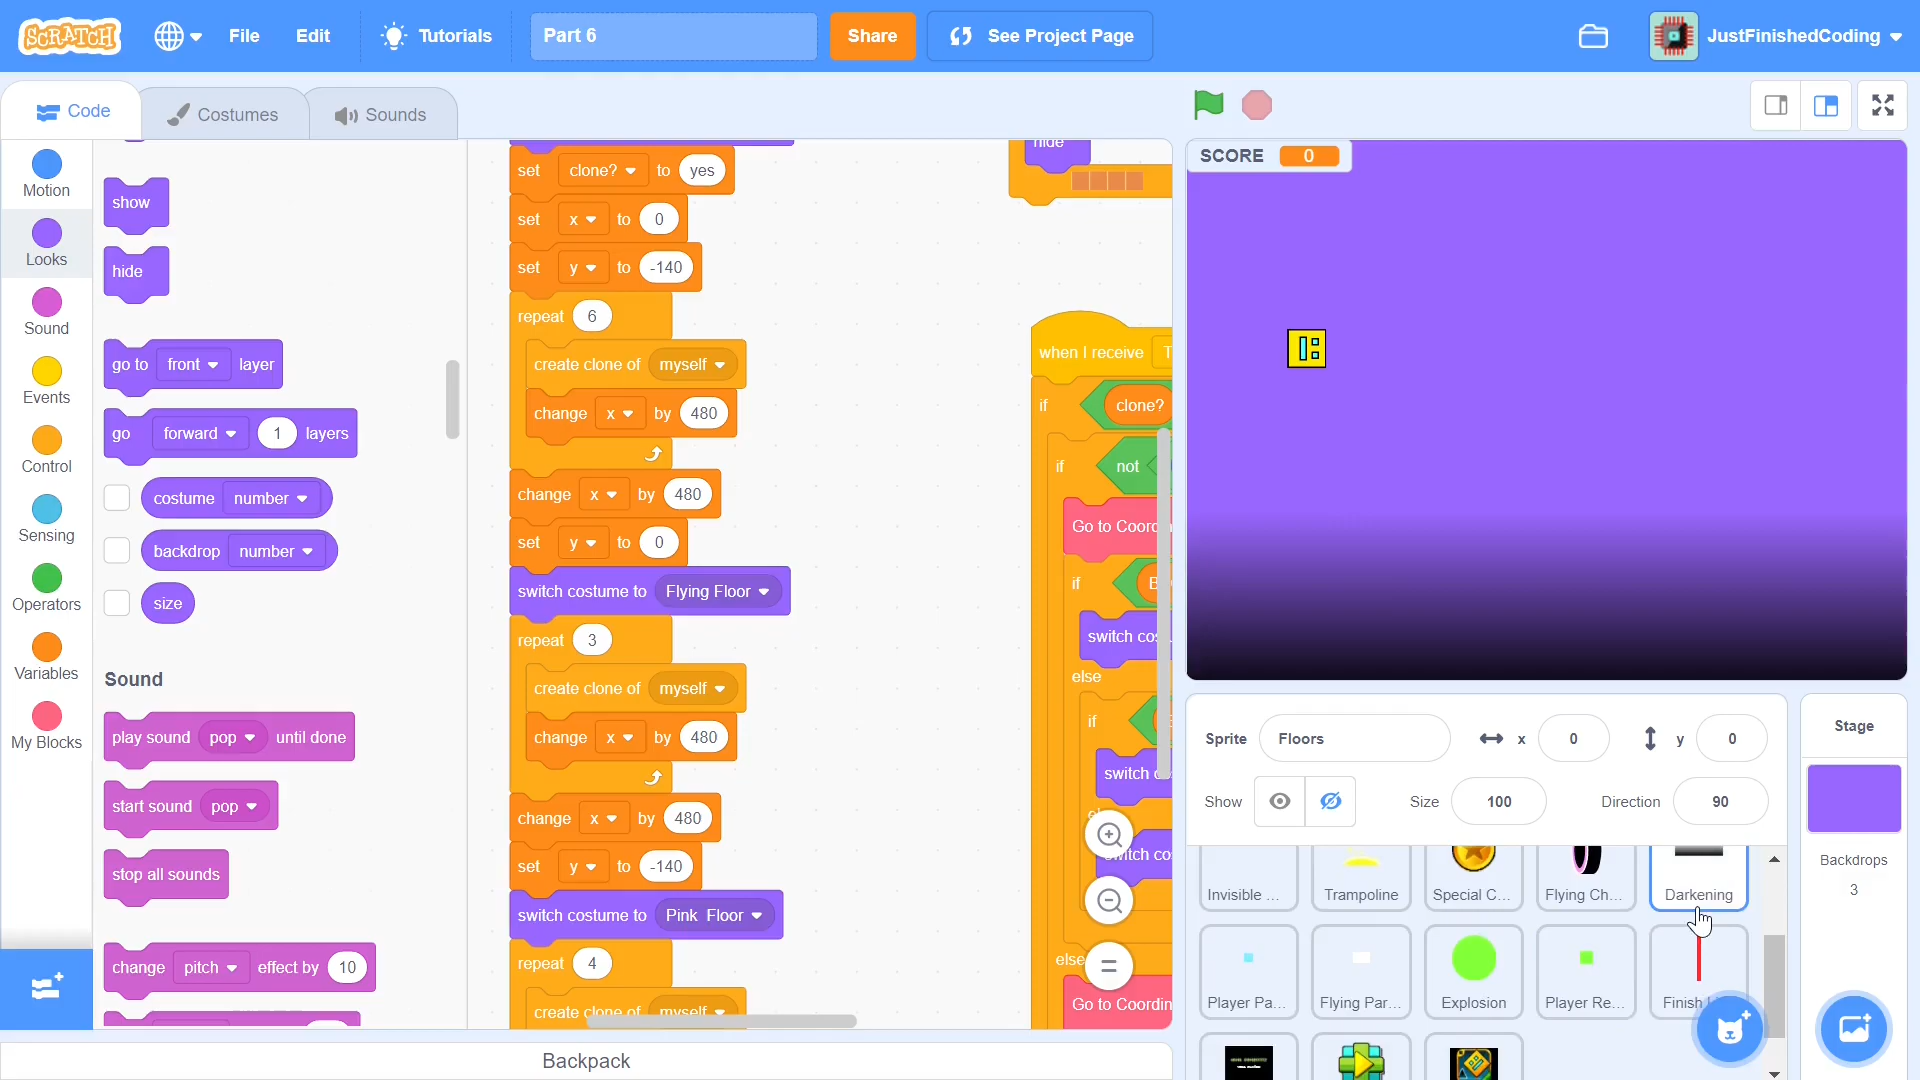 SCRATCH
File
Edit
Tutorials
Part 6
Share
See Project Page
JustFinishedCoding
Code
Costumes
Sounds
Motion
Looks
Sound
Events
Control
Sensing
Operators
Variables
My Blocks
show
hide
go to front layer
go forward 1 layers
costume number
backdrop number
size
Sound
play sound pop until done
start sound pop
stop all sounds
change pitch effect by 10
set clone? to yes
set x to 0
set y to -140
repeat 6
create clone of myself
change x by 480
change x by 480
set y to 0
switch costume to Flying Floor
repeat 3
create clone of myself
change x by 480
change x by 480
set y to -140
switch costume to Pink Floor
repeat 4
create clone of myself
hide
when I receive T
if clone?
if not
Go to Coordi
if B
switch cos
else
if
switch c
switch co
else
Go to Coordin
Backpack
SCORE 0
Sprite Floors x 0 y 0
Show Size 100 Direction 90
Invisible ...
Trampoline
Special C...
Flying Ch...
Darkening
Player Pa...
Flying Par...
Explosion
Player Re...
Finish
Stage
Backdrops
3